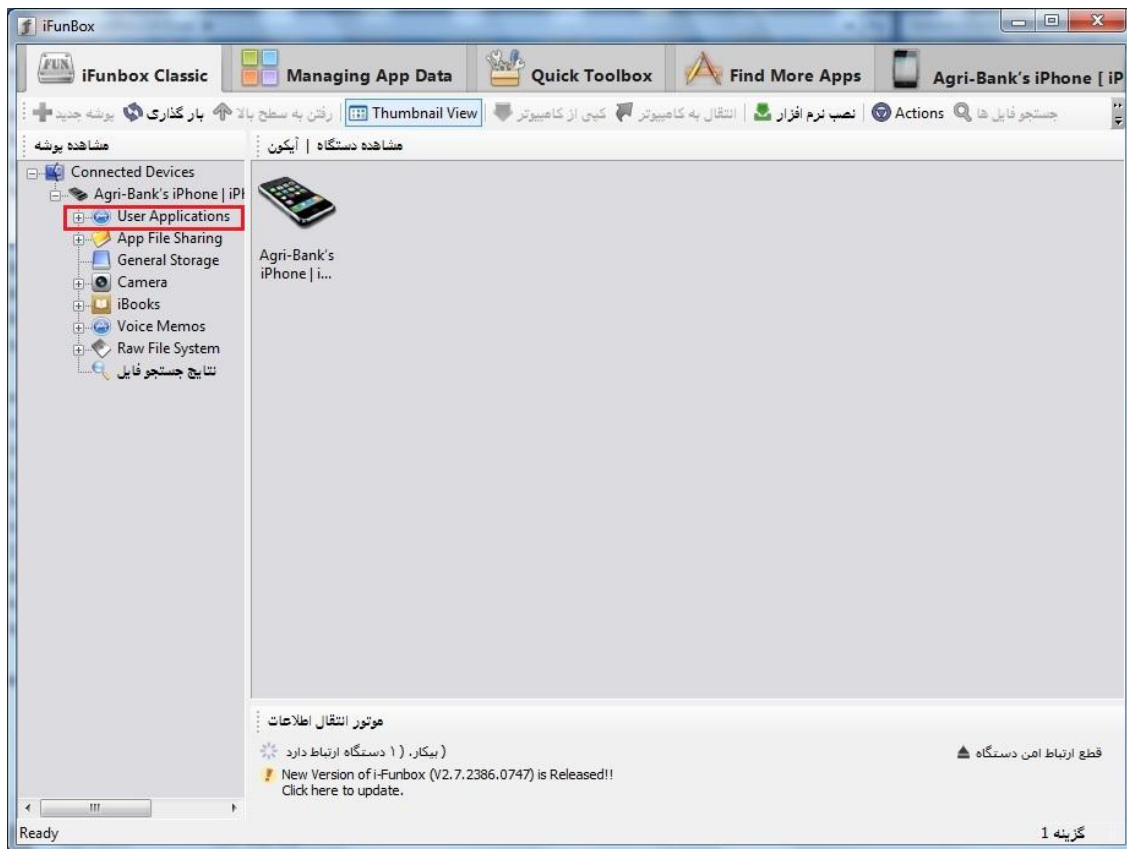 iFunBox
iFunbox Classic
Managing App Data
Quick Toolbox
Find More Apps
Agri-Bank's iPhone [ iP
پوشه جدید
بار گذاری
رفتن به سطح بالا
Thumbnail View
کپی از کامپیوتر
انتقال به کامپیوتر
نصب نرم افزار
Actions
جستجو فایل ها
مشاهده پوشه
مشاهده دستگاه | آیکون
Connected Devices
Agri-Bank's iPhone | iPh
User Applications
App File Sharing
General Storage
Camera
iBooks
Voice Memos
Raw File System
نتایج جستجو فایل
Agri-Bank's
iPhone | i...
موتور انتقال اطلاعات
( بیکار. ( ۱ دستگاه ارتباط دارد
قطع ارتباط امن دستگاه
New Version of i-Funbox (V2.7.2386.0747) is Released!!
Click here to update.
Ready
گزینه 1